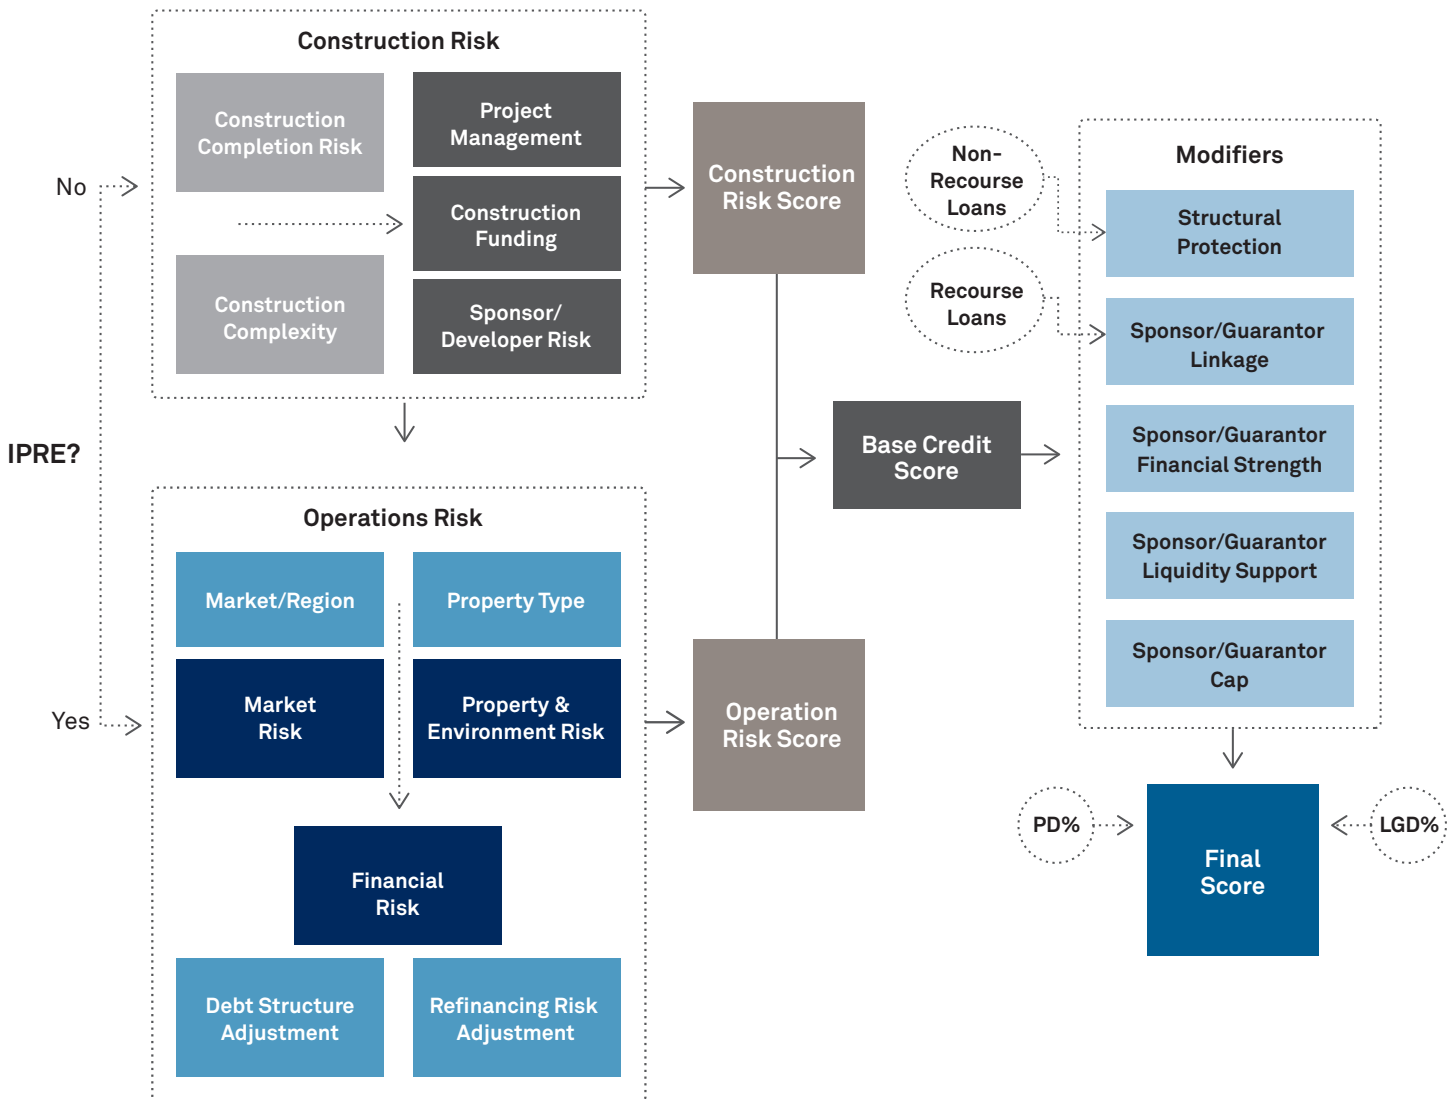 Construction Risk
Construction
Completion Risk
Project
Management
Construction
Funding
Construction
Complexity
Sponsor/
Developer Risk
No
IPRE?
Yes
Operations Risk
Market/Region
Property Type
Market
Risk
Property &
Environment Risk
Financial
Risk
Debt Structure
Adjustment
Refinancing Risk
Adjustment
Construction
Risk Score
Operation
Risk Score
Base Credit
Score
Non-
Recourse
Loans
Recourse
Loans
Modifiers
Structural
Protection
Sponsor/Guarantor
Linkage
Sponsor/Guarantor
Financial Strength
Sponsor/Guarantor
Liquidity Support
Sponsor/Guarantor
Cap
PD%
Final
Score
LGD%